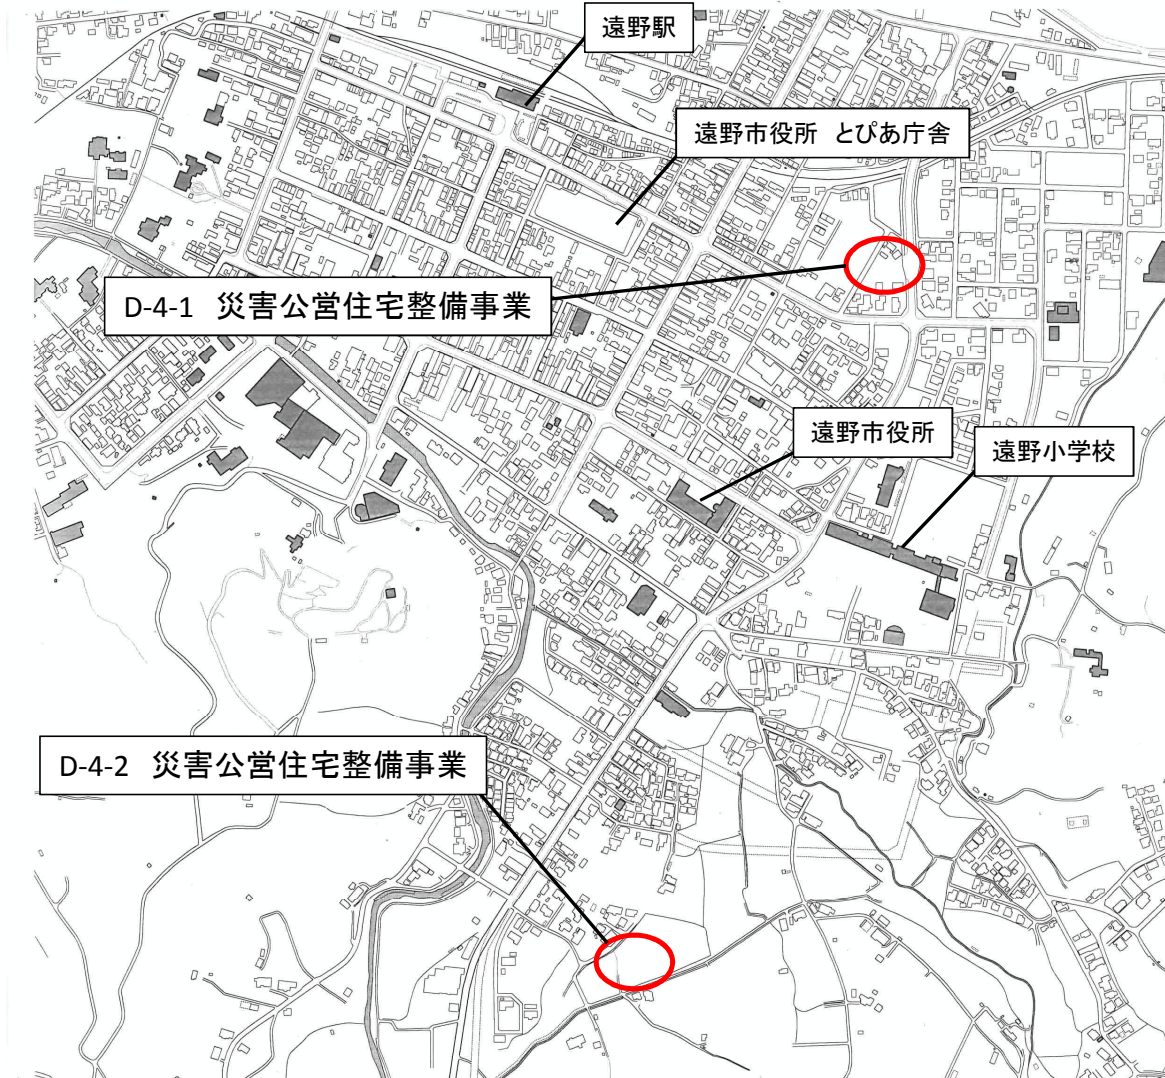 遠野駅
遠野市役所 とぴあ庁舎
D-4-1 災害公営住宅整備事業
遠野市役所
遠野小学校
D-4-2 災害公営住宅整備事業